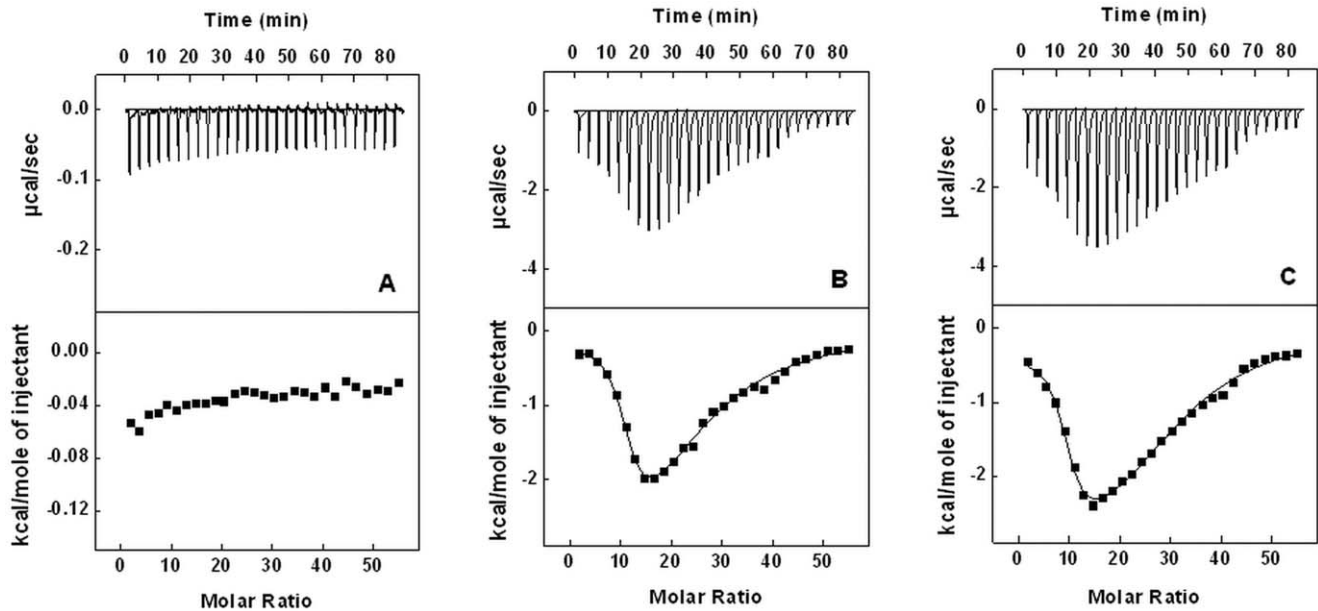 Time (min)
0 10 20 30 40 50 60 70 80
0.0
-0.1
-0.2
µcal/sec
A
0.00
-0.04
-0.08
-0.12
kcal/mole of injectant
0 10 20 30 40 50
Molar Ratio
Time (min)
0 10 20 30 40 50 60 70 80
0
-2
-4
µcal/sec
B
0
-1
-2
kcal/mole of injectant
0 10 20 30 40 50
Molar Ratio
Time (min)
0 10 20 30 40 50 60 70 80
0
-2
-4
µcal/sec
C
0
-1
-2
kcal/mole of injectant
0 10 20 30 40 50
Molar Ratio